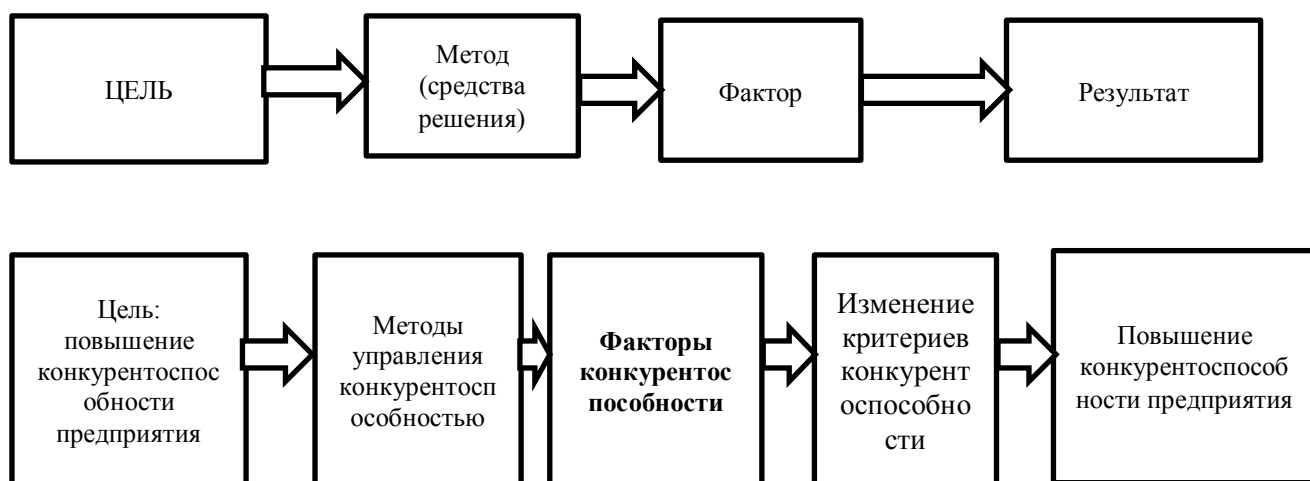 ЦЕЛЬ
Метод
(средства
решения)
Фактор
Результат
Цель:
повышение
конкурентоспос
обности
предприятия
Методы
управления
конкурентосп
особностью
Факторы
конкурентос
пособности
Изменение
критериев
конкурент
оспособно
сти
Повышение
конкурентоспособ
ности предприятия